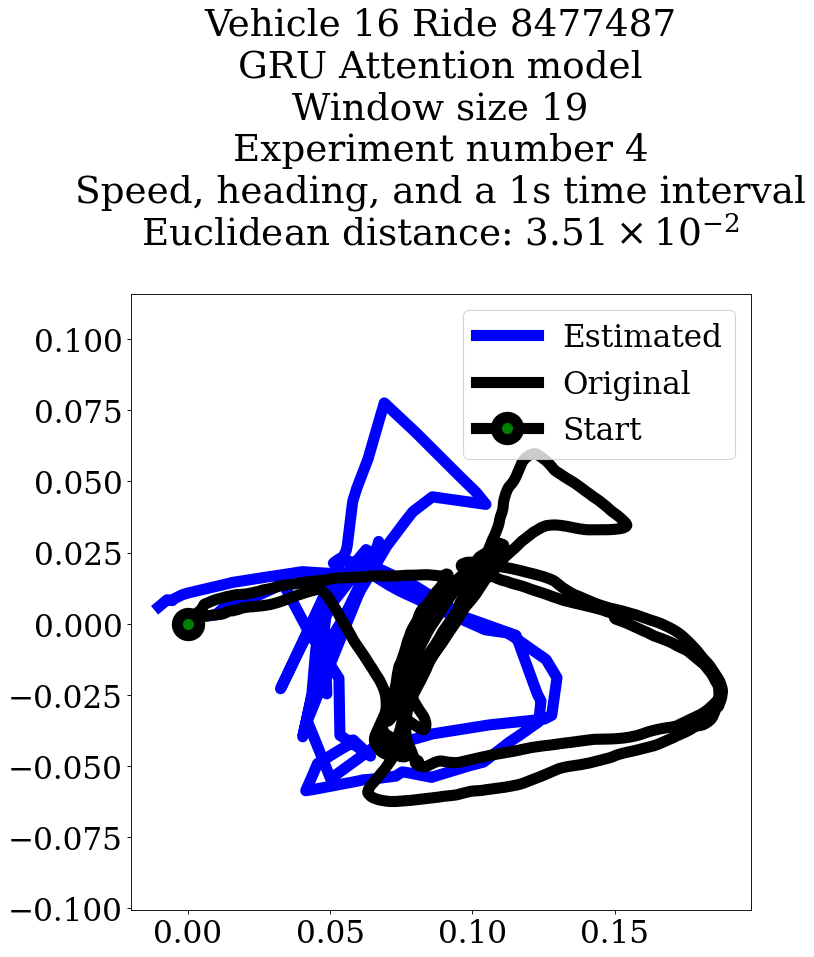 Vehicle 16 Ride 8477487
GRU Attention model
Window size 19
Experiment number 4
Speed, heading, and a 1s time interval
Euclidean distance: 3.51 × 10⁻²
Estimated
Original
Start
0.100
0.075
0.050
0.025
0.000
−0.025
−0.050
−0.075
−0.100
0.00 0.05 0.10 0.15